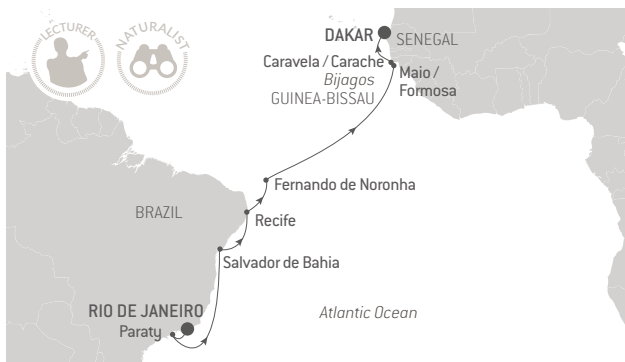 LECTURER
NATURALIST
DAKAR
SENEGAL
Caravela / Carache
Bijagos
GUINEA-BISSAU
Maio /
Formosa
Fernando de Noronha
BRAZIL
Recife
Salvador de Bahia
RIO DE JANEIRO
Paraty
Atlantic Ocean